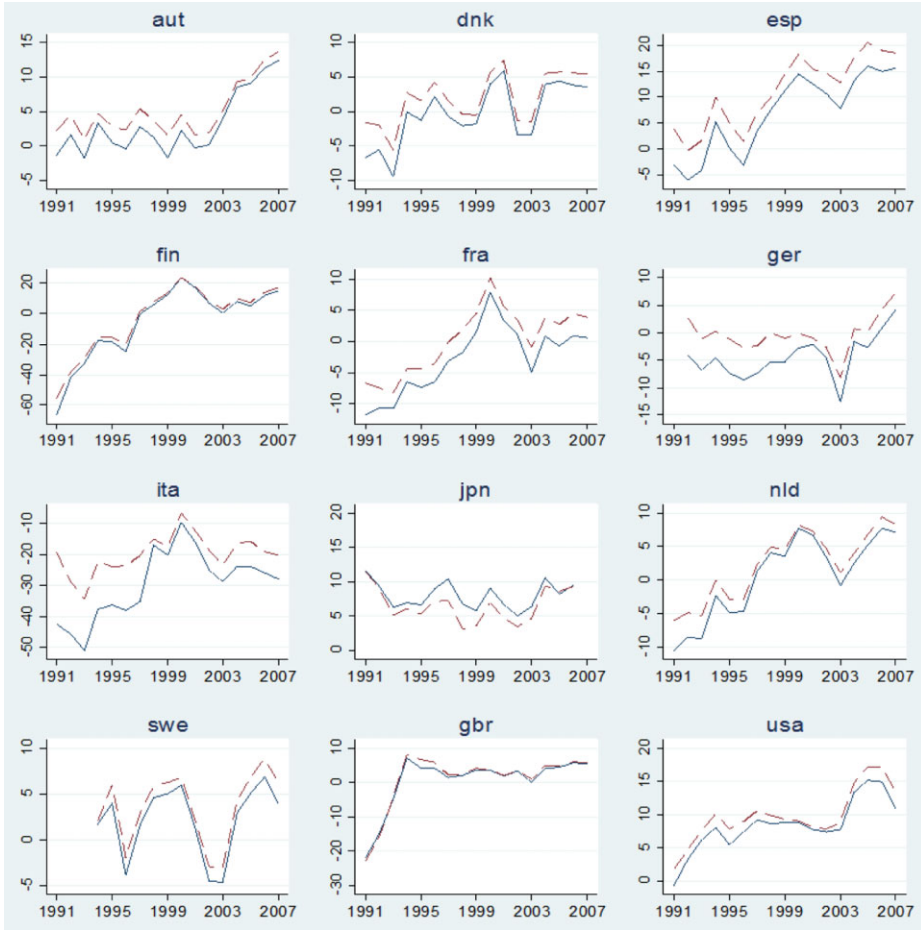 aut dnk esp
15 10 20
10 5 15
5 0 10
0 -5 5
-5 -10 0
-5
1991 1995 1999 2003 2007 1991 1995 1999 2003 2007 1991 1995 1999 2003 2007
fin fra ger
20 10 10
0 5 5
-20 0 0
-40 -5 -5
-60 -10 -10
-15
1991 1995 1999 2003 2007 1991 1995 1999 2003 2007 1991 1995 1999 2003 2007
ita jpn nld
-10 20 10
-20 15 5
-30 10 0
-40 5 -5
-50 0 -10
1991 1995 1999 2003 2007 1991 1995 1999 2003 2007 1991 1995 1999 2003 2007
swe gbr usa
10 10 20
5 0 15
0 -10 10
-5 -20 5
-30 0
1991 1995 1999 2003 2007 1991 1995 1999 2003 2007 1991 1995 1999 2003 2007